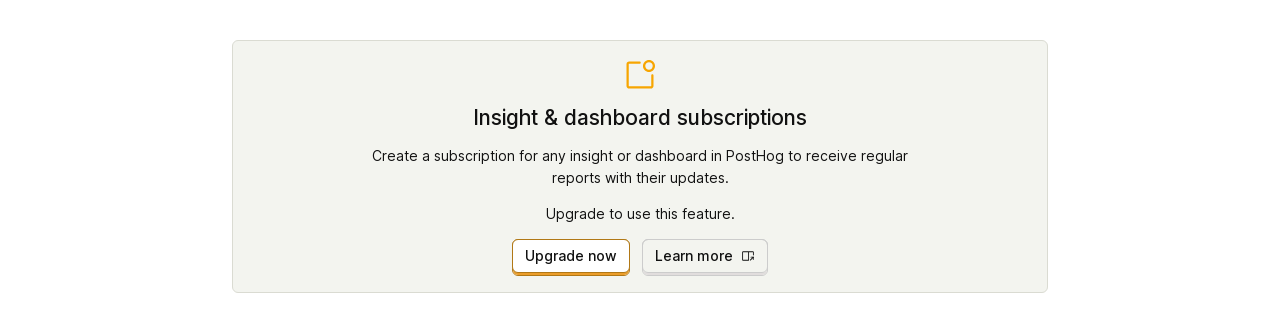 Insight & dashboard subscriptions
Create a subscription for any insight or dashboard in PostHog to receive regular
reports with their updates.
Upgrade to use this feature.
Upgrade now
Learn more